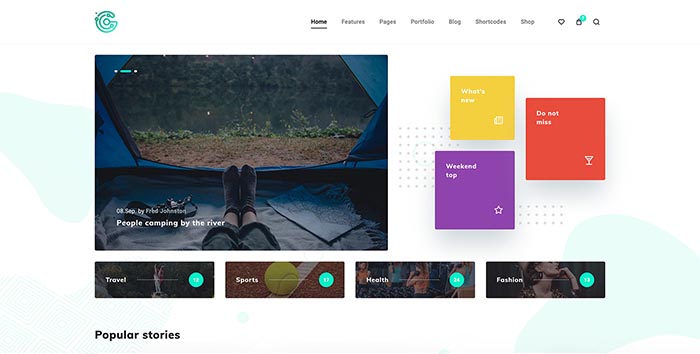 Home Features Pages Portfolio Blog Shortcodes Shop
What's
new
Do not
miss
Weekend
top
08.Sep. by Fred Johnston
People camping by the river
Travel 12
Sports 17
Health 24
Fashion 13
Popular stories